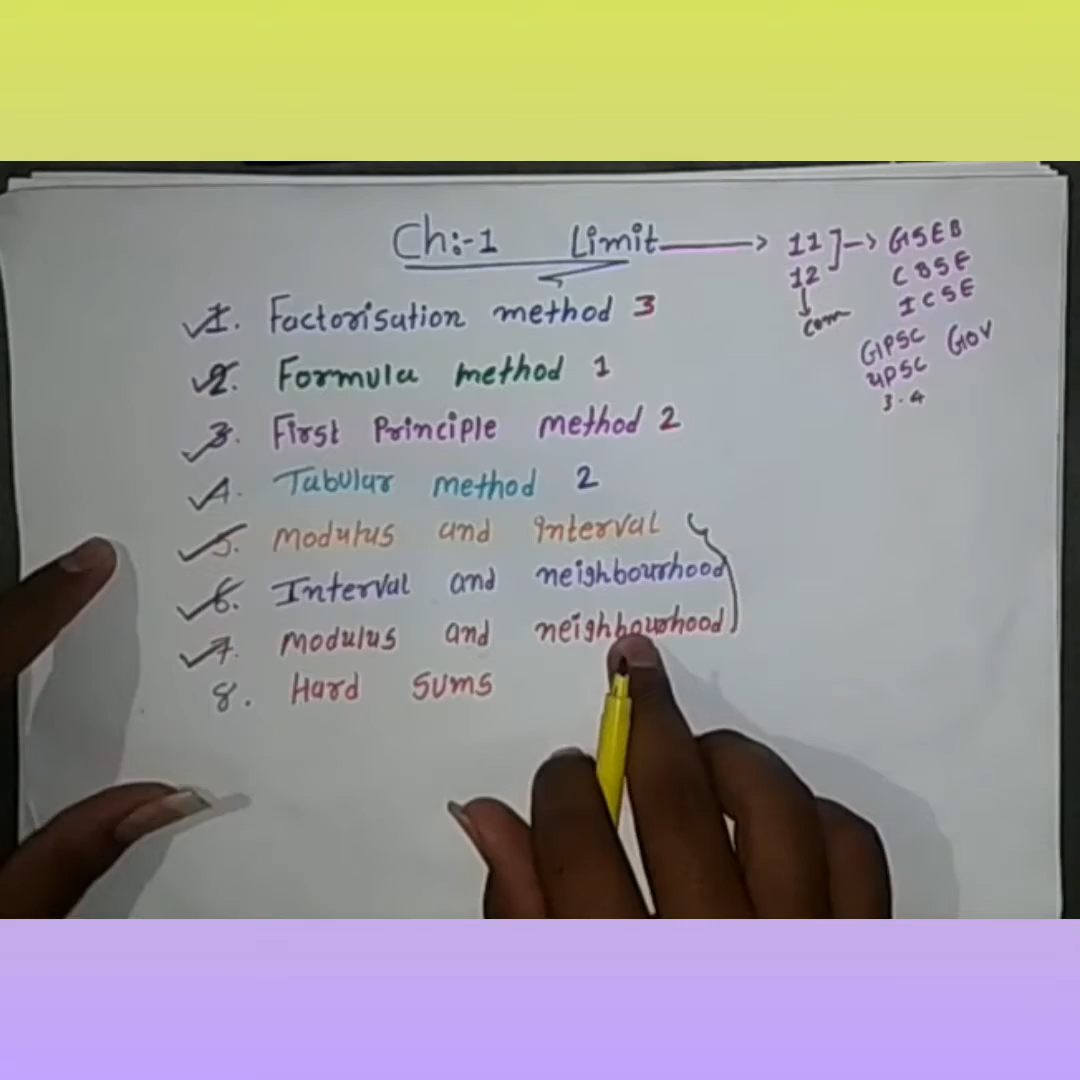 Ch:-1 Limit → 11 ] → GSEB
12 CBSE
↓ ICSE
com
GPSC GOV
UPSC
3.4
✓1. Factorisation method 3
✓2. Formula method 1
✓3. First Principle method 2
✓4. Tabular method 2
✓5. Modulus and Interval
✓6. Interval and neighbourhood
✓7. Modulus and neighbourhood
8. Hard Sums